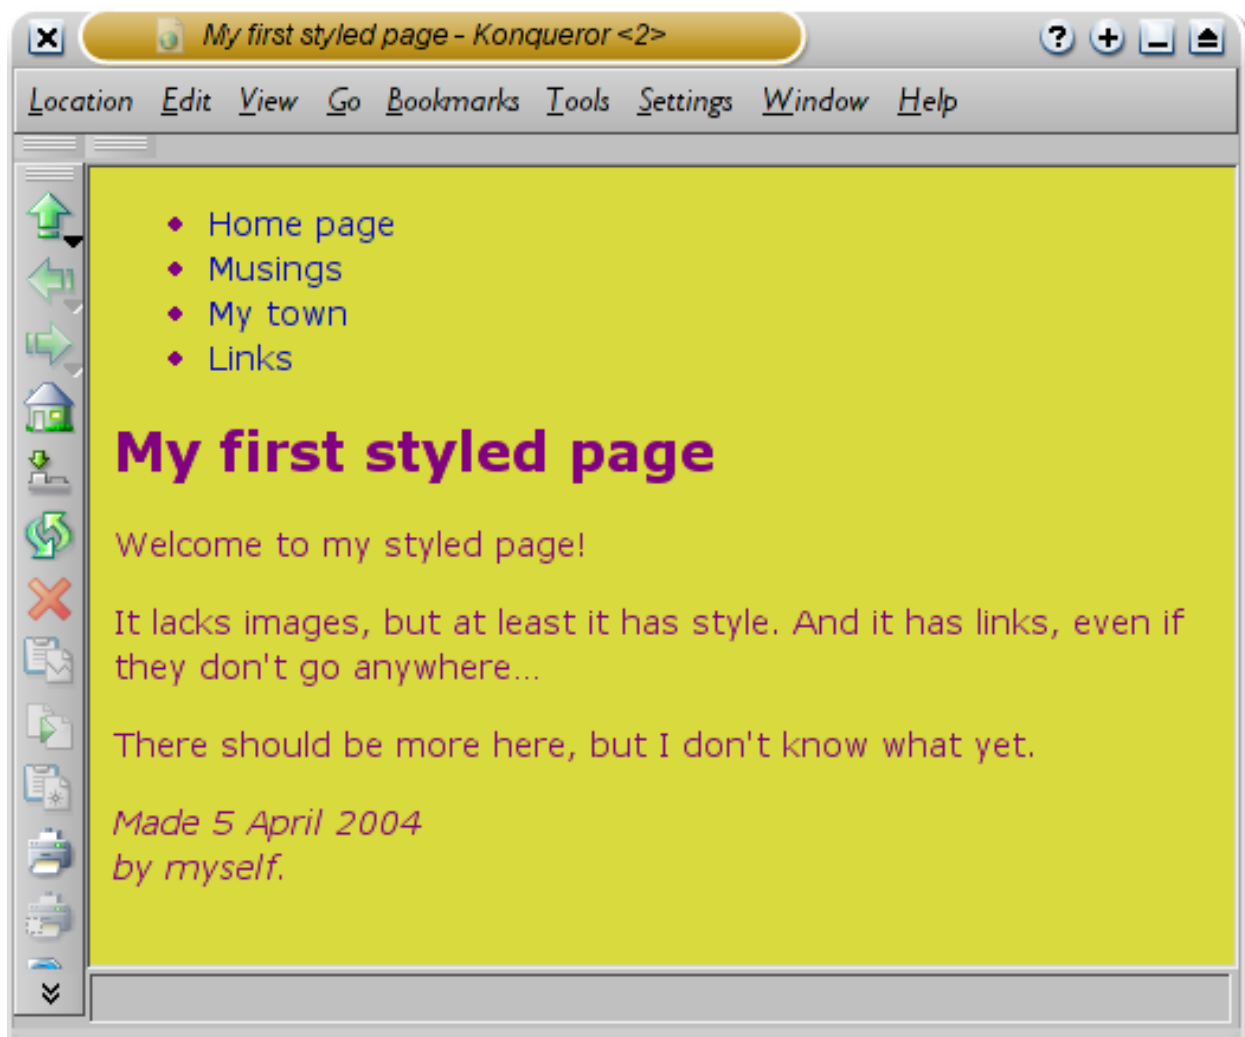 My first styled page - Konqueror <2>
Location Edit View Go Bookmarks Tools Settings Window Help
Home page
Musings
My town
Links
My first styled page
Welcome to my styled page!
It lacks images, but at least it has style. And it has links, even if
they don't go anywhere...
There should be more here, but I don't know what yet.
Made 5 April 2004
by myself.